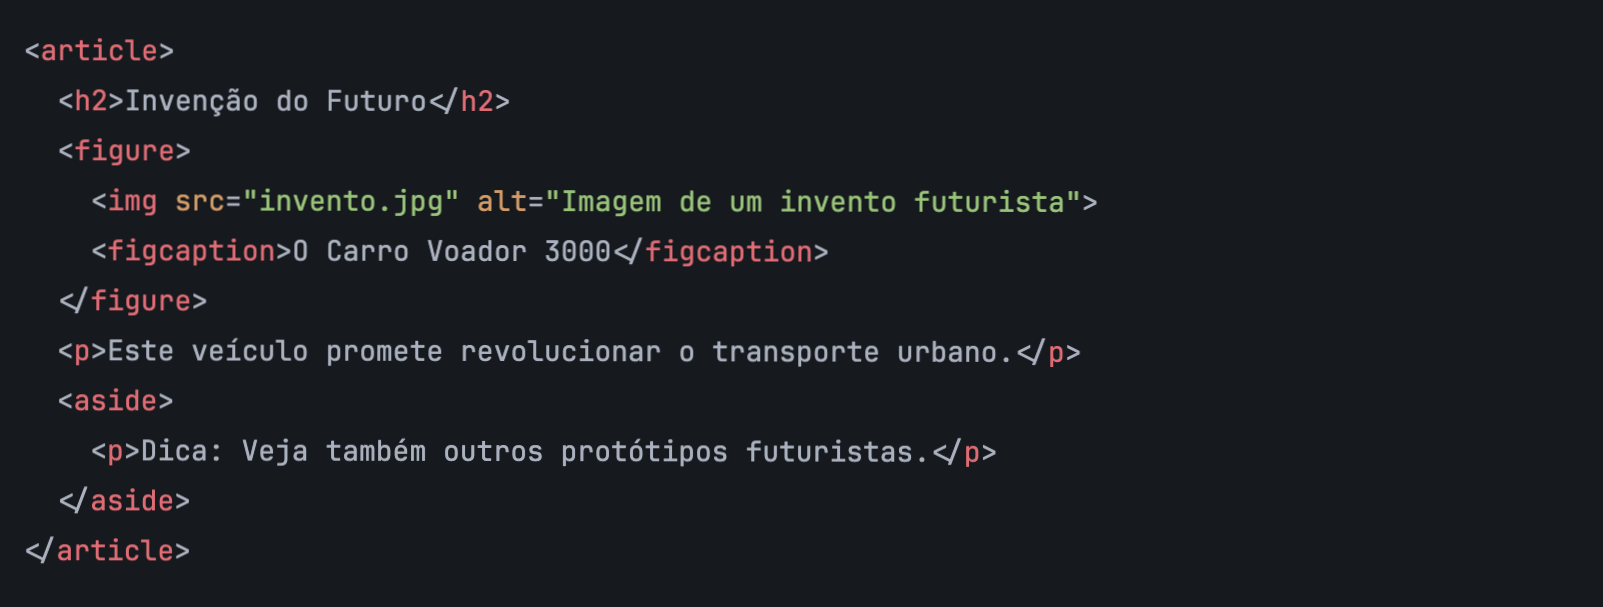 <article>
<h2>Invenção do Futuro</h2>
<figure>
<img src="invento.jpg" alt="Imagem de um invento futurista">
<figcaption>O Carro Voador 3000</figcaption>
</figure>
<p>Este veículo promete revolucionar o transporte urbano.</p>
<aside>
<p>Dica: Veja também outros protótipos futuristas.</p>
</aside>
</article>